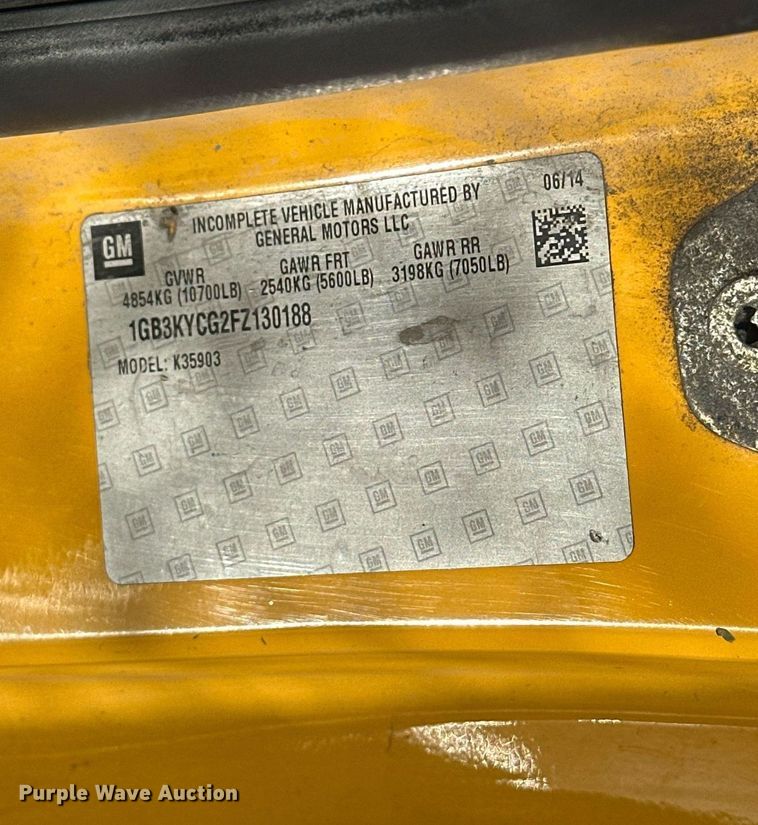 INCOMPLETE VEHICLE MANUFACTURED BY
GENERAL MOTORS LLC
06/14
GM
GVWR
4854KG (10700LB) -
GAWR FRT
2540KG (5600LB)
GAWR RR
3198KG (7050LB)
1GB3KYCG2FZ130188
MODEL: K35903
Purple Wave Auction